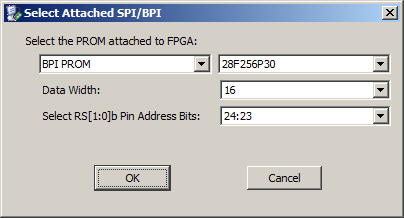 Select Attached SPI/BPI
Select the PROM attached to FPGA:
BPI PROM 28F256P30
Data Width: 16
Select RS[1:0]b Pin Address Bits: 24:23
OK Cancel